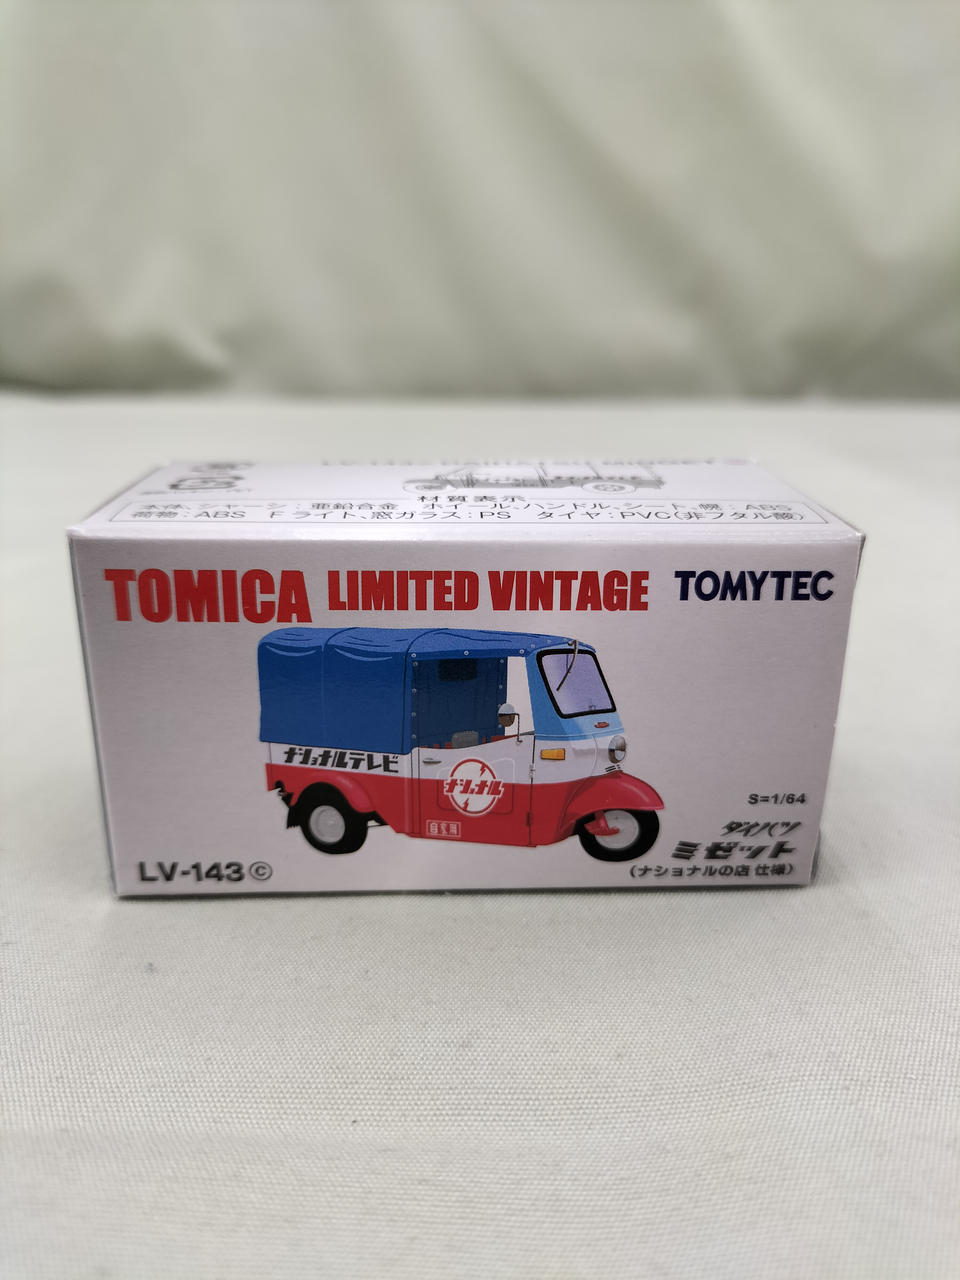 材質表示
本体、シャーシ：亜鉛合金　ホイール、ハンドル、シート、幌：ABS
荷物：ABS　F ライト、窓ガラス：PS　タイヤ：PVC(非フタル酸)
TOMICA LIMITED VINTAGE TOMYTEC
ナショナルテレビ
ナショナル
自家用
S=1/64
ダイハツ
ミゼット
(ナショナルの店 仕様)
LV-143 ©